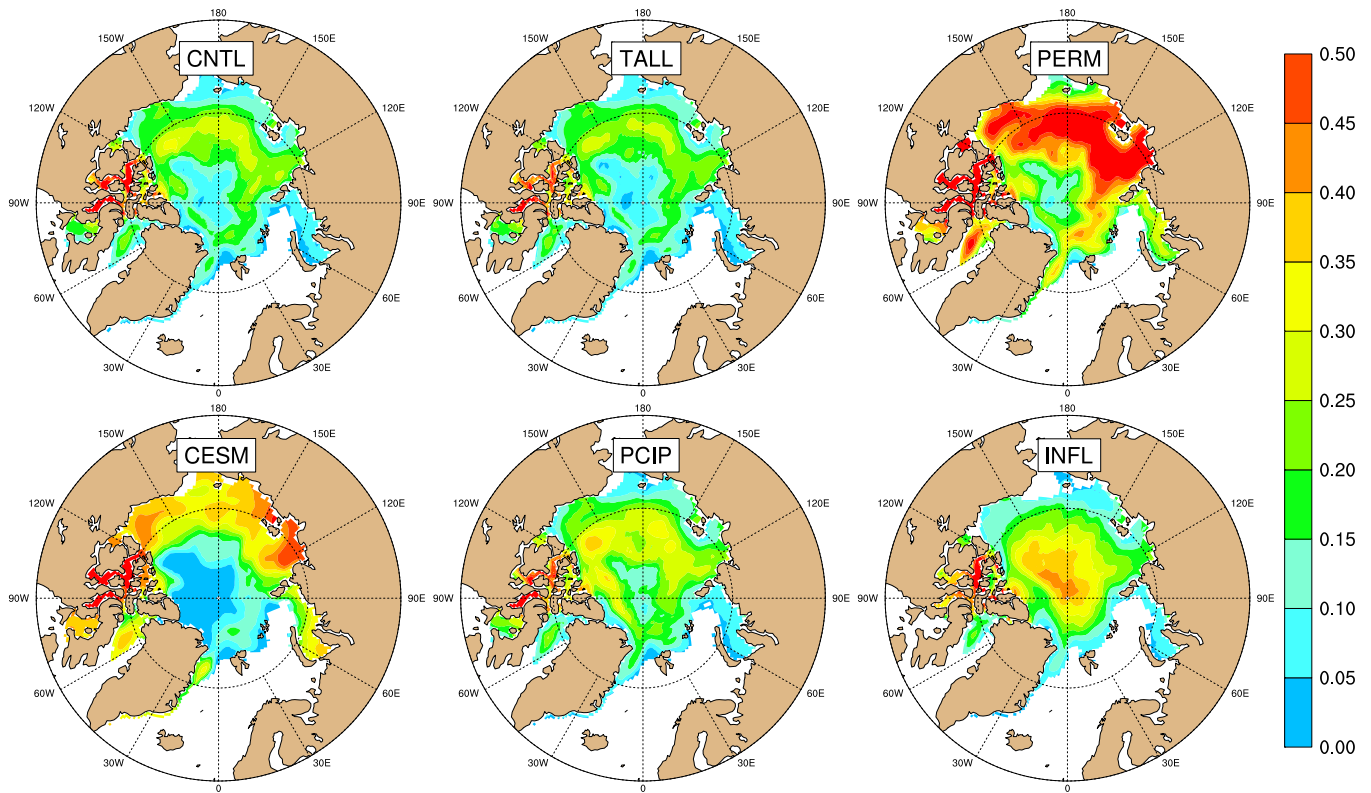 180
180
180
150W
150E
150W
150E
150W
150E
CNTL
TALL
PERM
0.50
120W
120E
120W
120E
120W
120E
0.45
0.40
90W
90E
90W
90E
90W
90E
0.35
60W
60E
60W
60E
60W
60E
0.30
30W
30E
30W
30E
30W
30E
0
0
0
0.25
180
180
180
150W
150E
150W
150E
150W
150E
CESM
PCIP
INFL
0.20
120W
120E
120W
120E
120W
120E
0.15
90W
90E
90W
90E
90W
90E
0.10
60W
60E
60W
60E
60W
60E
0.05
0.00
30W
30E
30W
30E
30W
30E
0
0
0